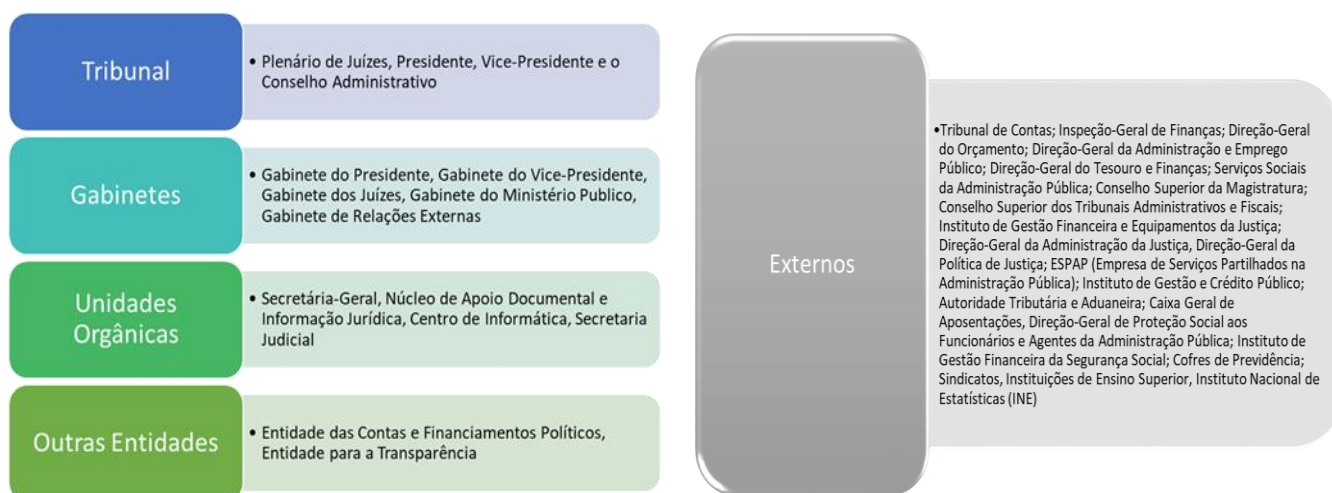 Tribunal
• Plenário de Juízes, Presidente, Vice-Presidente e o
Conselho Administrativo
Gabinetes
• Gabinete do Presidente, Gabinete do Vice-Presidente,
Gabinete dos Juízes, Gabinete do Ministério Publico,
Gabinete de Relações Externas
Unidades
Orgânicas
• Secretária-Geral, Núcleo de Apoio Documental e
Informação Jurídica, Centro de Informática, Secretaria
Judicial
Outras Entidades
• Entidade das Contas e Financiamentos Políticos,
Entidade para a Transparência
Externos
•Tribunal de Contas; Inspeção-Geral de Finanças; Direção-Geral
do Orçamento; Direção-Geral da Administração e Emprego
Público; Direção-Geral do Tesouro e Finanças; Serviços Sociais
da Administração Pública; Conselho Superior da Magistratura;
Conselho Superior dos Tribunais Administrativos e Fiscais;
Instituto de Gestão Financeira e Equipamentos da Justiça;
Direção-Geral da Administração da Justiça, Direção-Geral da
Política de Justiça; ESPAP (Empresa de Serviços Partilhados na
Administração Pública); Instituto de Gestão e Crédito Público;
Autoridade Tributária e Aduaneira; Caixa Geral de
Aposentações, Direção-Geral de Proteção Social aos
Funcionários e Agentes da Administração Pública; Instituto de
Gestão Financeira da Segurança Social; Cofres de Previdência;
Sindicatos, Instituições de Ensino Superior, Instituto Nacional de
Estatísticas (INE)